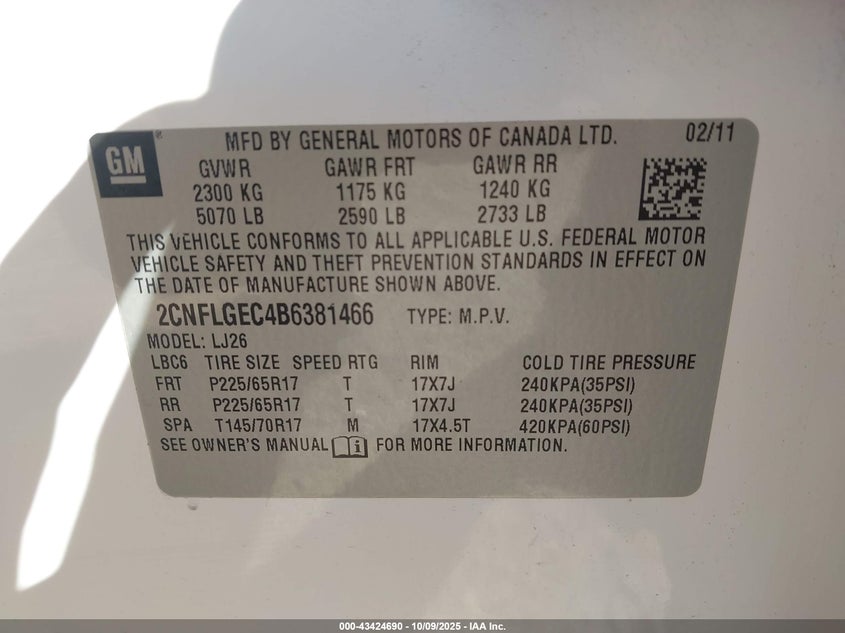 GM
MFD BY GENERAL MOTORS OF CANADA LTD. 02/11
GVWR GAWR FRT GAWR RR
2300 KG 1175 KG 1240 KG
5070 LB 2590 LB 2733 LB
THIS VEHICLE CONFORMS TO ALL APPLICABLE U.S. FEDERAL MOTOR
VEHICLE SAFETY AND THEFT PREVENTION STANDARDS IN EFFECT ON
THE DATE OF MANUFACTURE SHOWN ABOVE.
2CNFLGEC4B6381466 TYPE: M.P.V.
MODEL: LJ26
LBC6 TIRE SIZE SPEED RTG RIM COLD TIRE PRESSURE
FRT P225/65R17 T 17X7J 240KPA(35PSI)
RR P225/65R17 T 17X7J 240KPA(35PSI)
SPA T145/70R17 M 17X4.5T 420KPA(60PSI)
SEE OWNER'S MANUAL i FOR MORE INFORMATION.
000-43424690 - 10/09/2025 - IAA Inc.